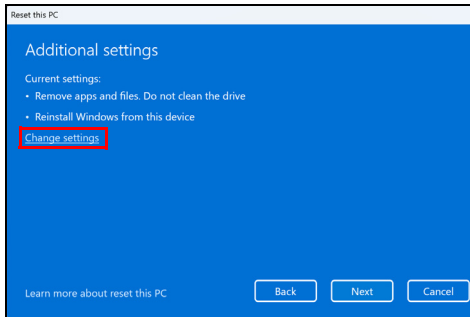 Reset this PC
Additional settings
Current settings:
• Remove apps and files. Do not clean the drive
• Reinstall Windows from this device
Change settings
Learn more about reset this PC
Back
Next
Cancel